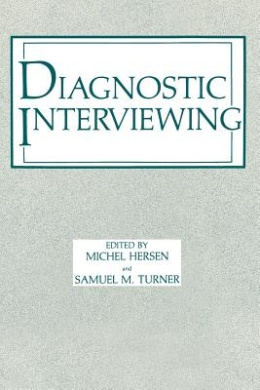 DIAGNOSTIC
INTERVIEWING
EDITED BY
MICHEL HERSEN
and
SAMUEL M. TURNER